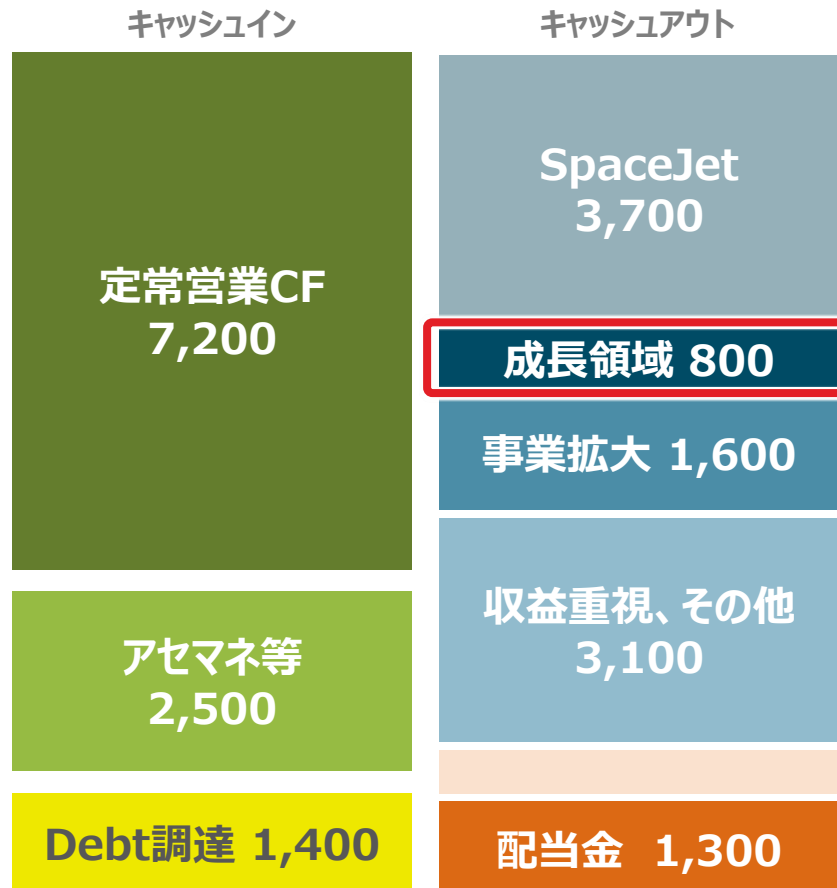 キャッシュイン
キャッシュアウト
定常営業CF
7,200
アセマネ等
2,500
Debt調達 1,400
SpaceJet
3,700
成長領域 800
事業拡大 1,600
収益重視、その他
3,100
配当金 1,300